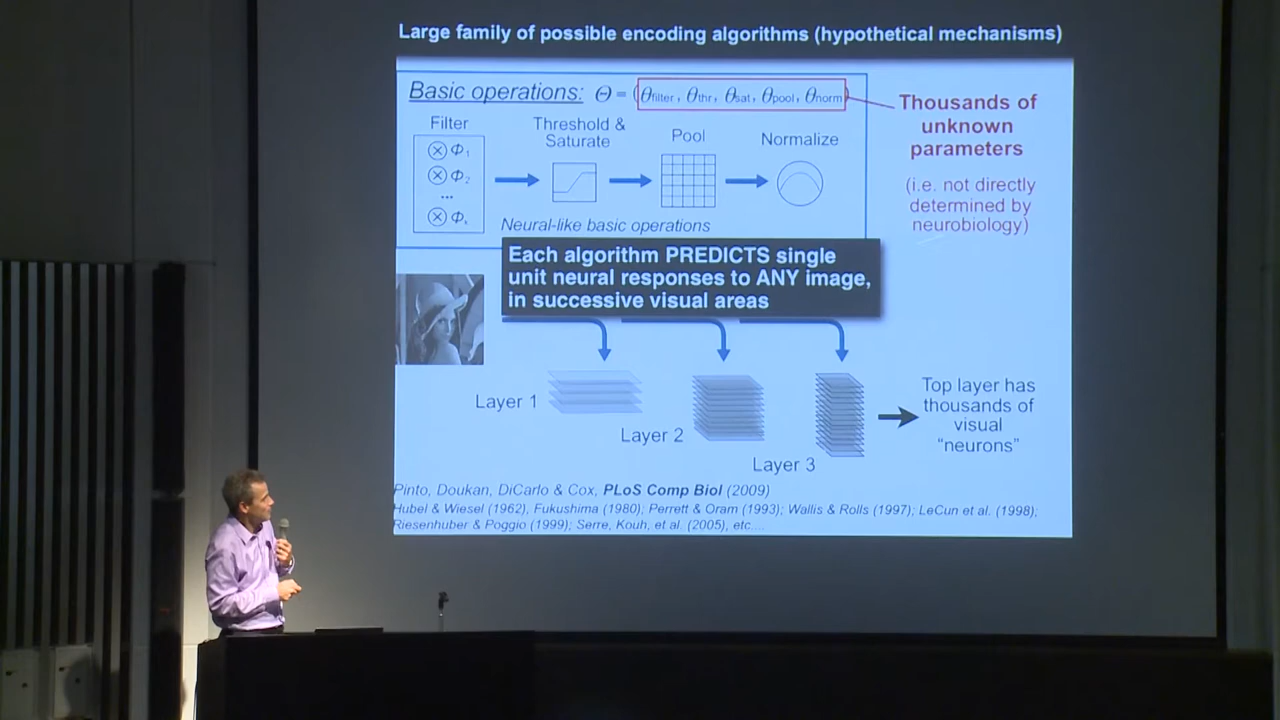 Large family of possible encoding algorithms (hypothetical mechanisms)
Basic operations: Θ = (θfilter, θthr, θsat, θpool, θnorm)
Thousands of
unknown
parameters
(i.e. not directly
determined by
neurobiology)
Filter
Threshold &
Saturate
Pool
Normalize
⊗ Φ1
⊗ Φ2
...
⊗ Φ
Neural-like basic operations
Each algorithm PREDICTS single
unit neural responses to ANY image,
in successive visual areas
Layer 1
Layer 2
Layer 3
Top layer has
thousands of
visual
“neurons”
Pinto, Doukan, DiCarlo & Cox, PLoS Comp Biol (2009)
Hubel & Wiesel (1962), Fukushima (1980); Perrett & Oram (1993); Wallis & Rolls (1997); LeCun et al. (1998);
Riesenhuber & Poggio (1999); Serre, Kouh, et al. (2005), etc....